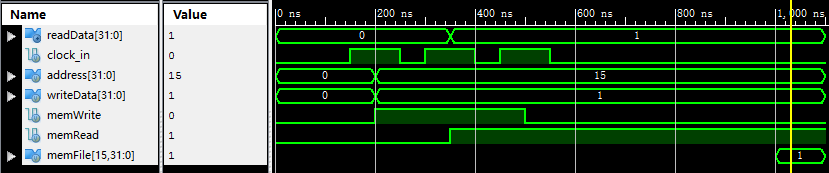 Name Value 0 ns 200 ns 400 ns 600 ns 800 ns 1,000 ns
readData[31:0] 1 0 1
clock_in 0
address[31:0] 15 0 15
writeData[31:0] 1 0 1
memWrite 0
memRead 1
memFile[15,31:0] 1 1